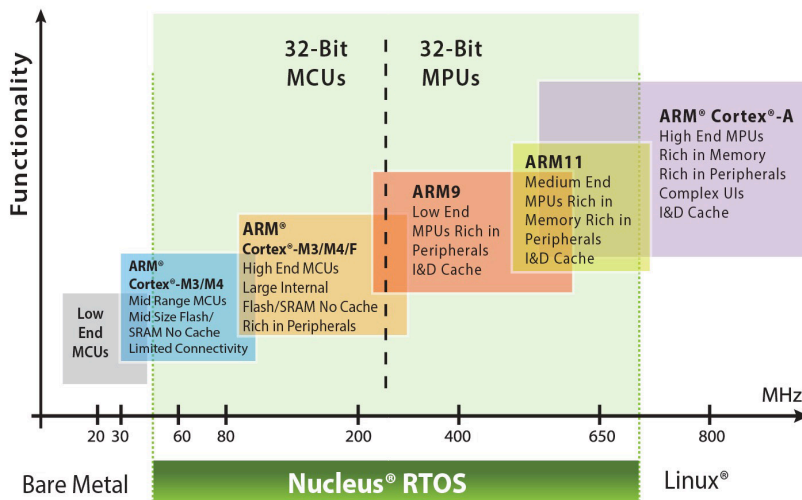 Functionality
32-Bit
MCUs
32-Bit
MPUs
Low
End
MCUs
ARM®
Cortex®-M3/M4
Mid Range MCUs
Mid Size Flash/
SRAM No Cache
Limited Connectivity
ARM®
Cortex®-M3/M4/F
High End MCUs
Large Internal
Flash/SRAM No Cache
Rich in Peripherals
ARM9
Low End
MPUs Rich in
Peripherals
I&D Cache
ARM11
Medium End
MPUs Rich in
Memory Rich in
Peripherals
I&D Cache
ARM® Cortex®-A
High End MPUs
Rich in Memory
Rich in Peripherals
Complex UIs
I&D Cache
MHz
20 30 60 80 200 400 650 800
Bare Metal
Nucleus® RTOS
Linux®